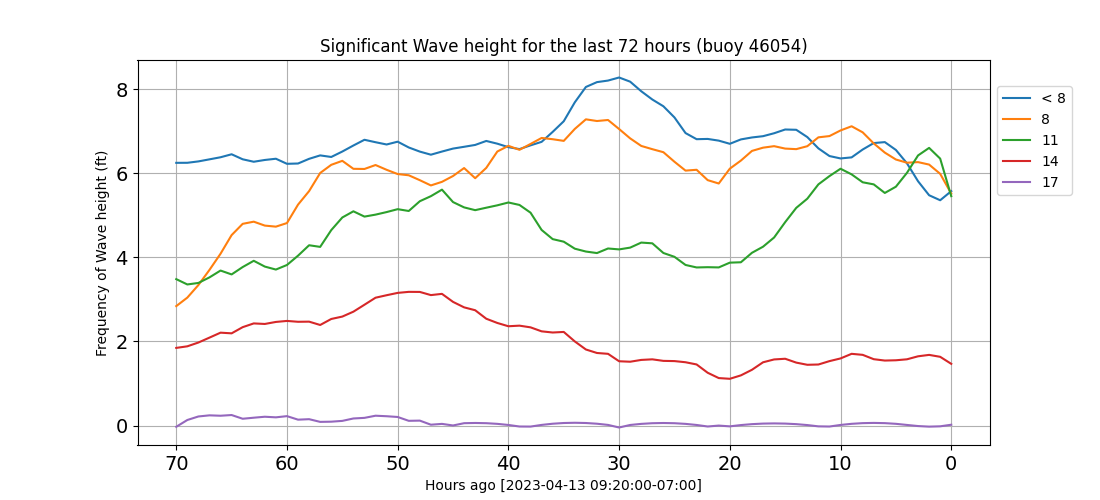 Significant Wave height for the last 72 hours (buoy 46054)
Frequency of Wave height (ft)
8
6
4
2
0
70 60 50 40 30 20 10 0
Hours ago [2023-04-13 09:20:00-07:00]
< 8
8
11
14
17